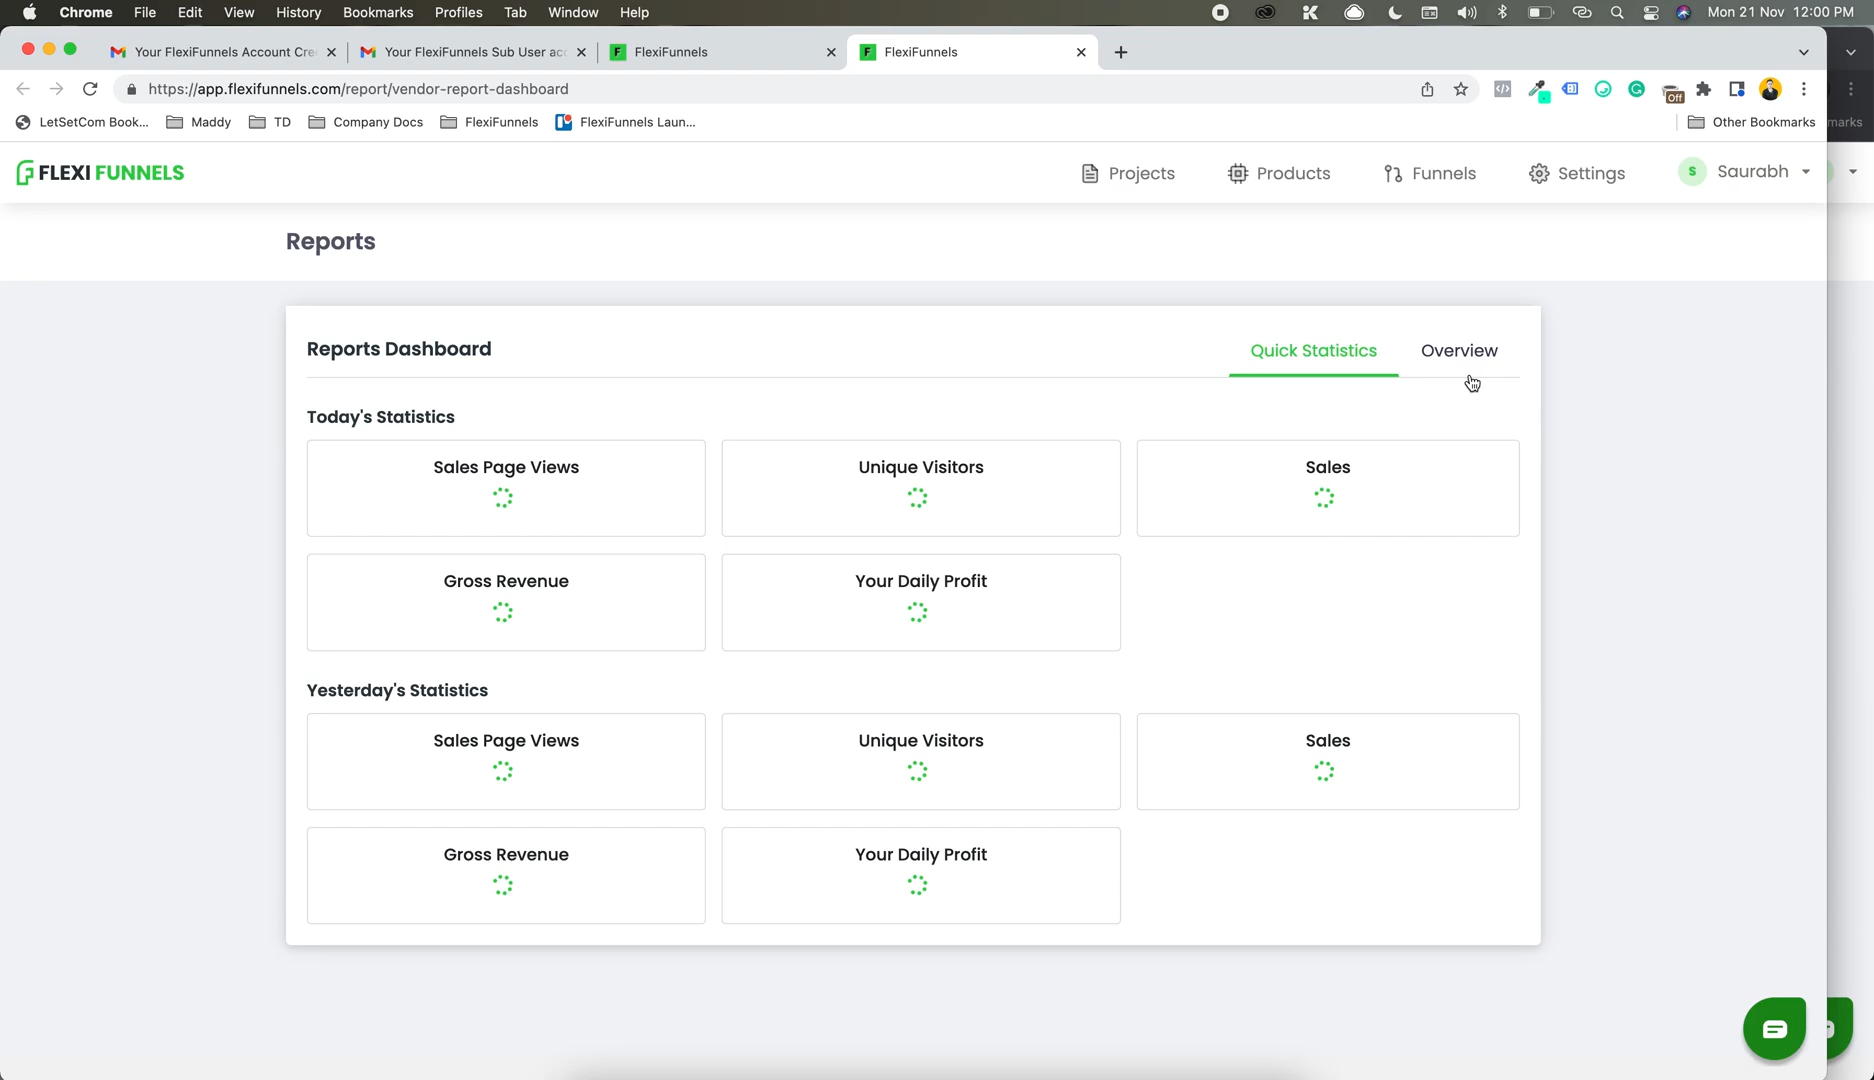 Chrome File Edit View History Bookmarks Profiles Tab Window Help Mon 21 Nov 12:00 PM
Your FlexiFunnels Account Cre Your FlexiFunnels Sub User acc FlexiFunnels FlexiFunnels
https://app.flexifunnels.com/report/vendor-report-dashboard Off
LetSetCom Book... Maddy TD Company Docs FlexiFunnels FlexiFunnels Laun... Other Bookmarks marks
FLEXI FUNNELS Projects Products Funnels Settings S Saurabh
Reports
Reports Dashboard Quick Statistics Overview
Today's Statistics
Sales Page Views Unique Visitors Sales
Gross Revenue Your Daily Profit
Yesterday's Statistics
Sales Page Views Unique Visitors Sales
Gross Revenue Your Daily Profit